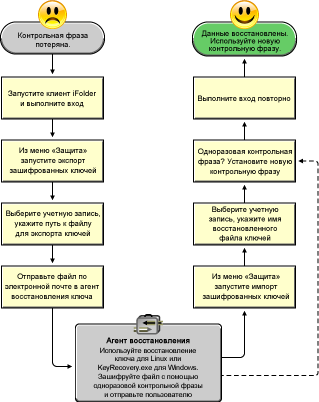 Контрольная фраза
потеряна.
Запустите клиент iFolder
и выполните вход
Из меню «Защита»
запустите экспорт
зашифрованных ключей
Выберите учетную запись,
укажите путь к файлу
для экспорта ключей
Отправьте файл по
электронной почте в агент
восстановления ключа
Агент восстановления
Используйте восстановление
ключа для Linux или
KeyRecovery.exe для Windows.
Зашифруйте файл с помощью
одноразовой контрольной фразы
и отправьте пользователю
Из меню «Защита»
запустите импорт
зашифрованных ключей
Выберите учетную
запись, укажите имя
восстановленного
файла ключей
Одноразовая контрольная
фраза? Установите новую
контрольную фразу
Выполните вход повторно
Данные восстановлены.
Используйте новую
контрольную фразу.